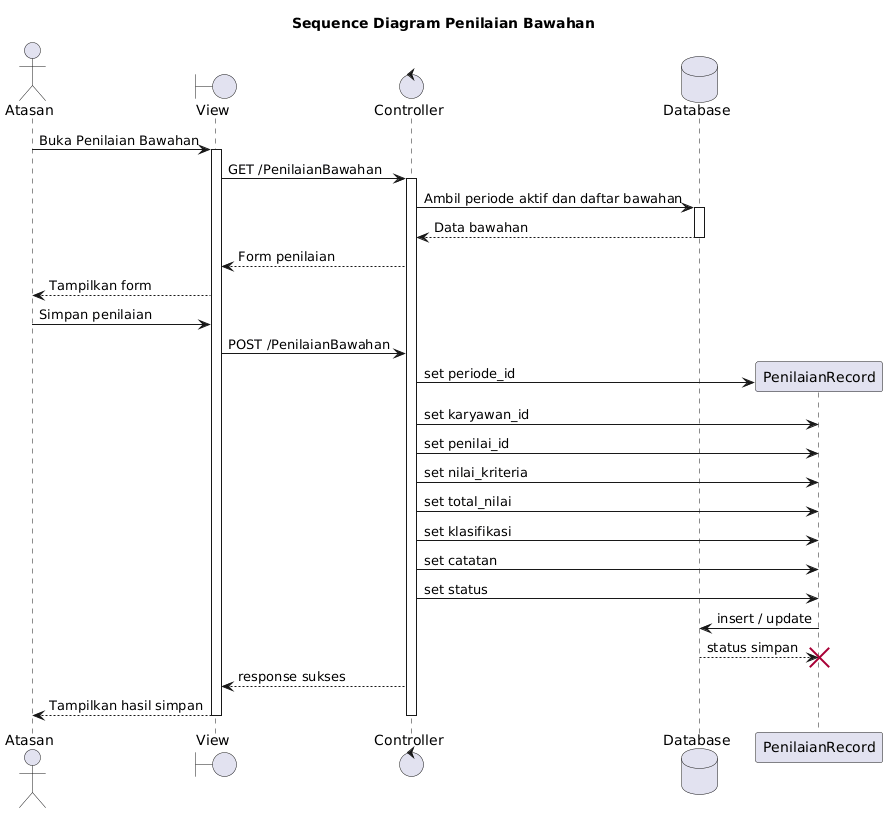 Sequence Diagram Penilaian Bawahan
Atasan
View
Controller
Database
Buka Penilaian Bawahan
GET /PenilaianBawahan
Ambil periode aktif dan daftar bawahan
Data bawahan
Form penilaian
Tampilkan form
Simpan penilaian
POST /PenilaianBawahan
PenilaianRecord
set periode_id
set karyawan_id
set penilai_id
set nilai_kriteria
set total_nilai
set klasifikasi
set catatan
set status
insert / update
status simpan
response sukses
Tampilkan hasil simpan
Atasan
View
Controller
Database
PenilaianRecord